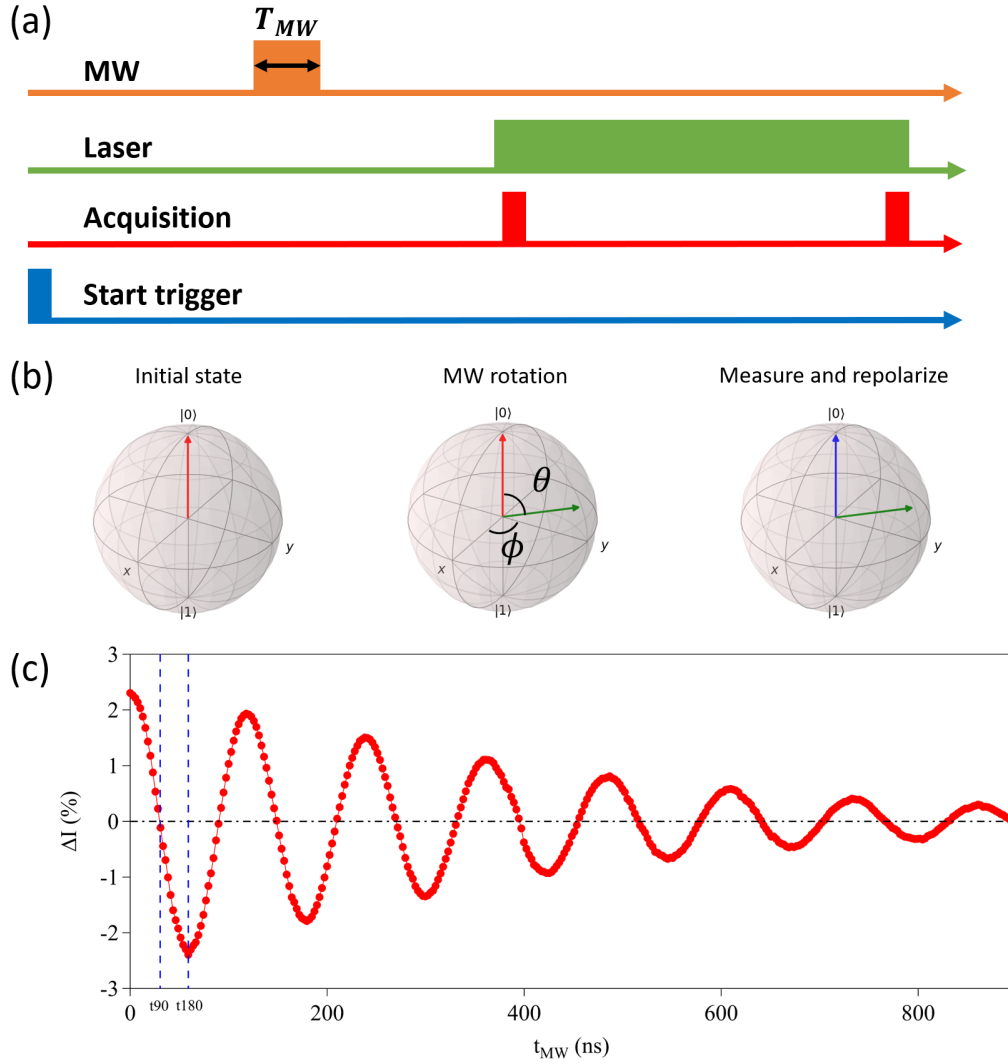 (a)
T_MW
MW
Laser
Acquisition
Start trigger
(b)
Initial state MW rotation Measure and repolarize
|0⟩ |0⟩ |0⟩
θ
ϕ
x y x y x y
|1⟩ |1⟩ |1⟩
(c)
ΔI (%)
3
2
1
0
-1
-2
-3
0 t90 t180 200 400 600 800
t_MW (ns)